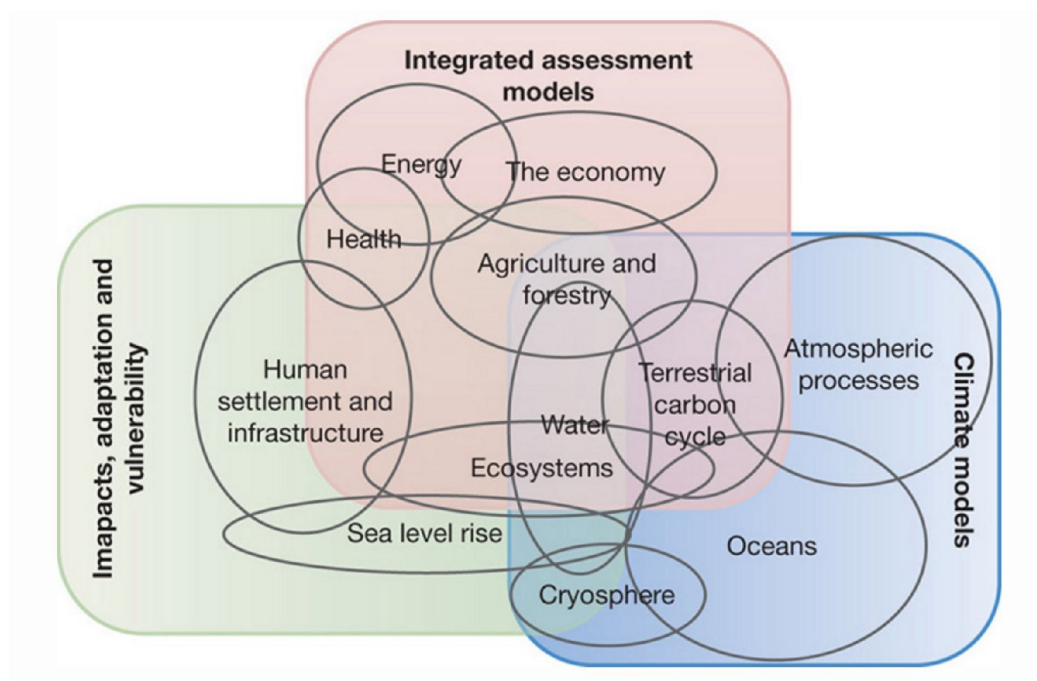 Integrated assessment
models
Energy
The economy
Health
Agriculture and
forestry
Imapacts, adaptation and
vulnerability
Human
settlement and
infrastructure
Water
Terrestrial
carbon
cycle
Atmospheric
processes
Climate models
Ecosystems
Sea level rise
Oceans
Cryosphere